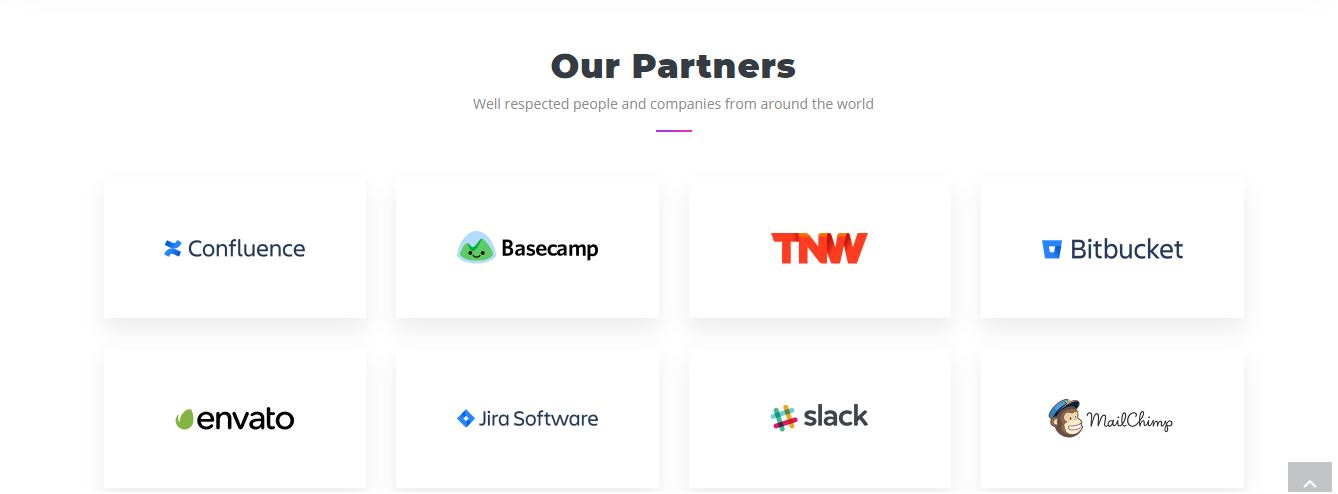 Our Partners
Well respected people and companies from around the world
Confluence
Basecamp
TNW
Bitbucket
envato
Jira Software
slack
MailChimp